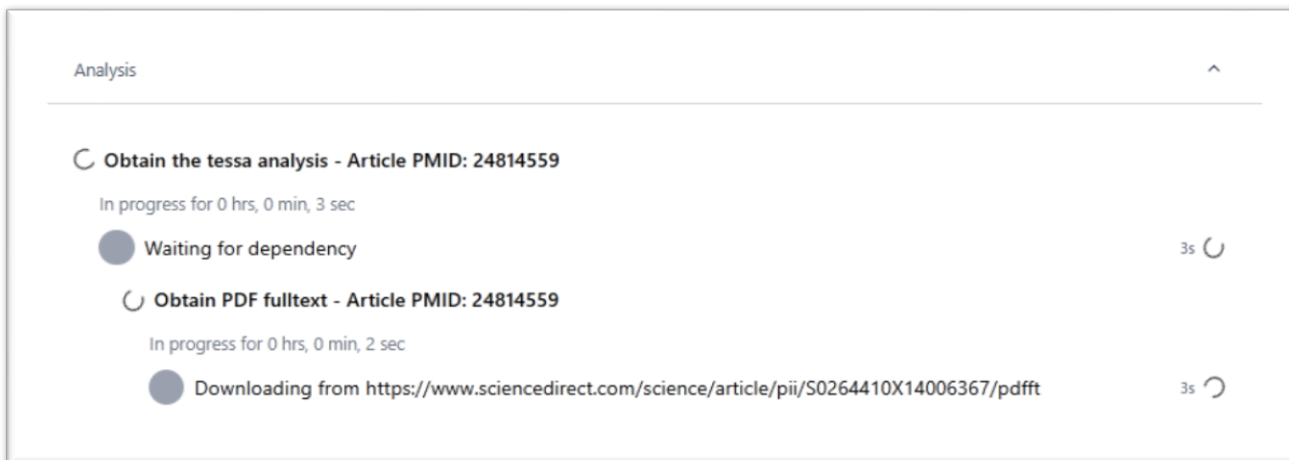 Analysis
Obtain the tessa analysis - Article PMID: 24814559
In progress for 0 hrs, 0 min, 3 sec
Waiting for dependency 3s
Obtain PDF fulltext - Article PMID: 24814559
In progress for 0 hrs, 0 min, 2 sec
Downloading from https://www.sciencedirect.com/science/article/pii/S0264410X14006367/pdfft 3s